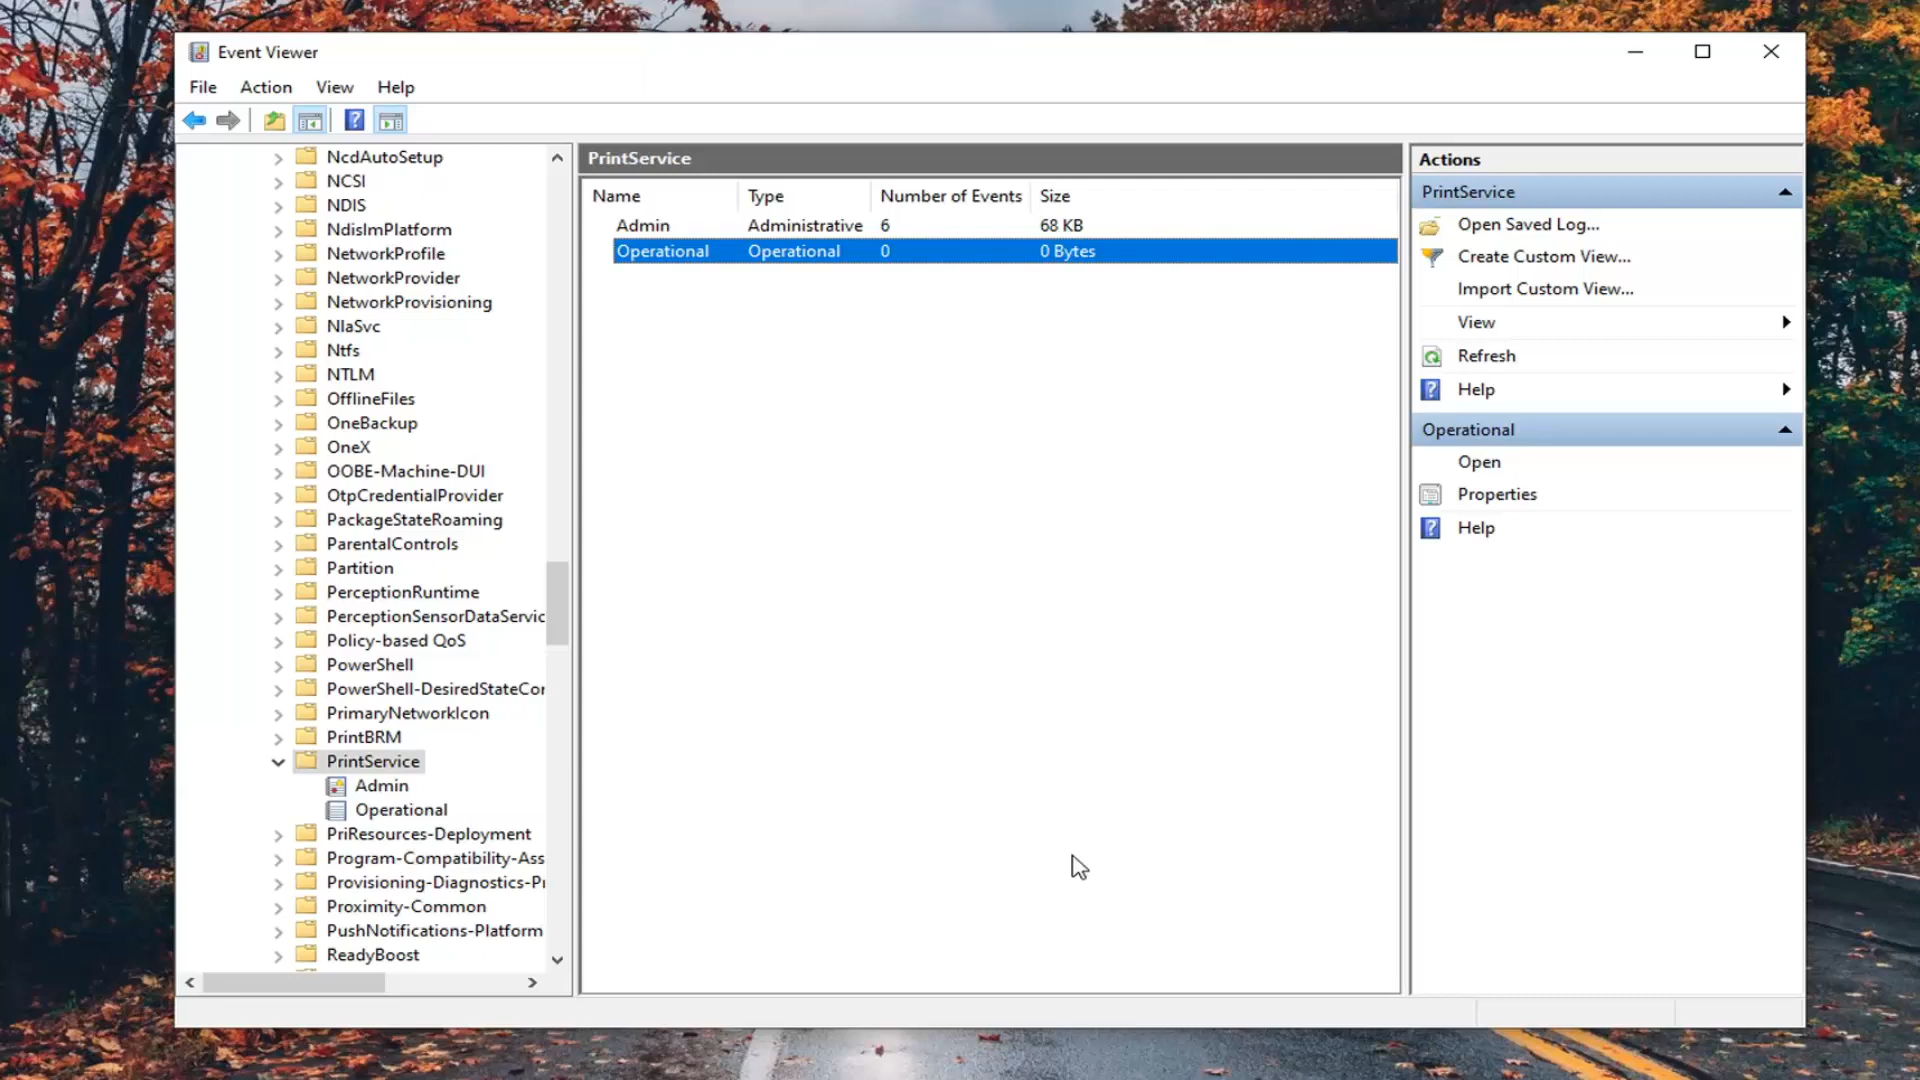 Event Viewer
File Action View Help
NcdAutoSetup
NCSI
NDIS
NdisImPlatform
NetworkProfile
NetworkProvider
NetworkProvisioning
NlaSvc
Ntfs
NTLM
OfflineFiles
OneBackup
OneX
OOBE-Machine-DUI
OtpCredentialProvider
PackageStateRoaming
ParentalControls
Partition
PerceptionRuntime
PerceptionSensorDataServic
Policy-based QoS
PowerShell
PowerShell-DesiredStateCor
PrimaryNetworkIcon
PrintBRM
PrintService
Admin
Operational
PriResources-Deployment
Program-Compatibility-Ass
Provisioning-Diagnostics-Pr
Proximity-Common
PushNotifications-Platform
ReadyBoost
PrintService
Name Type Number of Events Size
Admin Administrative 6 68 KB
Operational Operational 0 0 Bytes
Actions
PrintService
Open Saved Log...
Create Custom View...
Import Custom View...
View
Refresh
Help
Operational
Open
Properties
Help